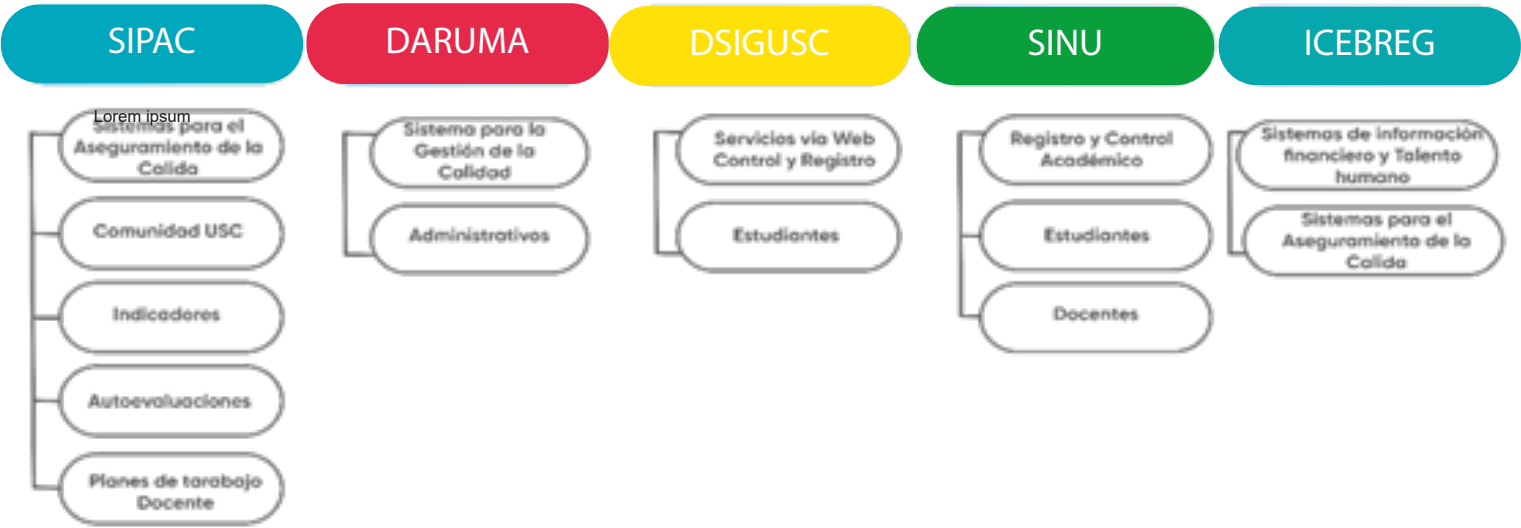 SIPAC
Lorem ipsum
Sistemas para el
Aseguramiento de la
Calida
Comunidad USC
Indicadores
Autoevaluaciones
Planes de tarabajo
Docente
DARUMA
Sistema para la
Gestión de la
Calidad
Administrativos
DSIGUSC
Servicios vía Web
Control y Registro
Estudiantes
SINU
Registro y Control
Académico
Estudiantes
Docentes
ICEBREG
Sistemas de información
financiero y Talento
humano
Sistemas para el
Aseguramiento de la
Calida